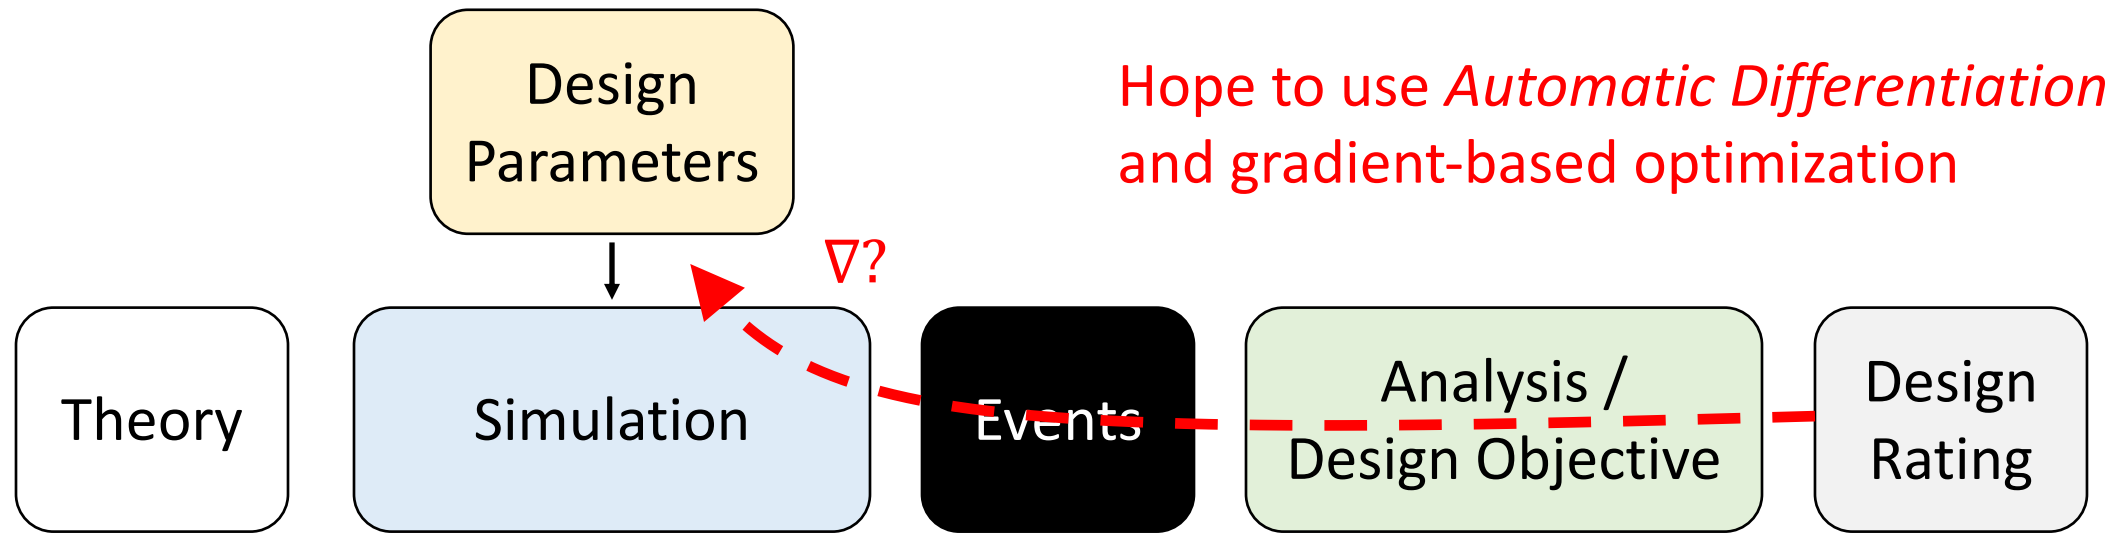 Design
Parameters
Hope to use Automatic Differentiation
and gradient-based optimization
∇?
Theory
Simulation
Events
Analysis /
Design Objective
Design
Rating